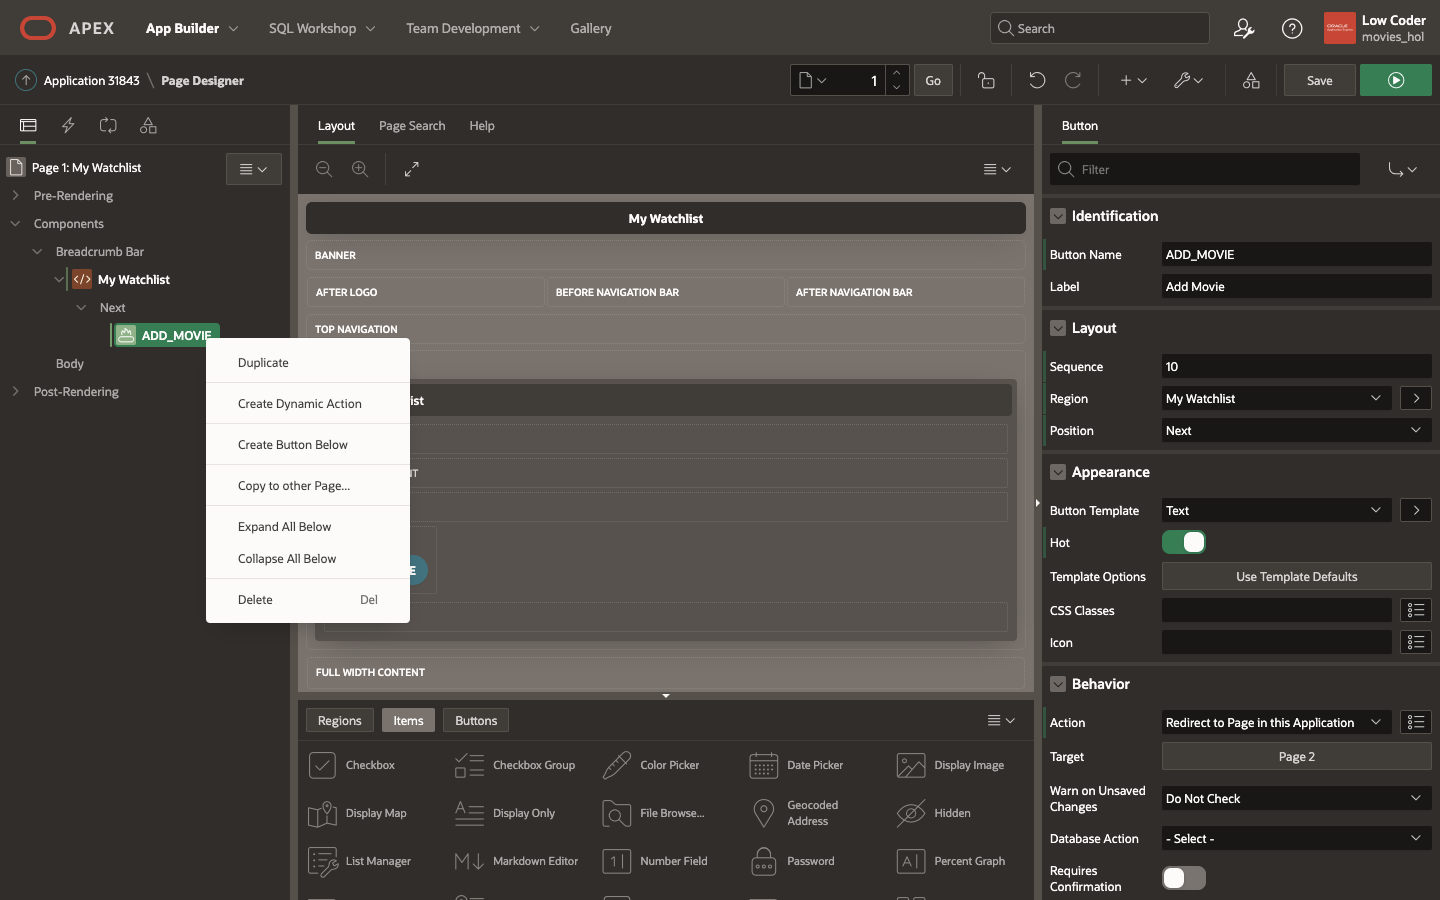 APEX
App Builder
SQL Workshop
Team Development
Gallery
Search
ORACLE
Low Coder
movies_hol
Application 31843 \ Page Designer
1
Go
Save
Page 1: My Watchlist
Pre-Rendering
Components
Breadcrumb Bar
My Watchlist
Next
ADD_MOVIE
Body
Post-Rendering
Duplicate
Create Dynamic Action
Create Button Below
Copy to other Page...
Expand All Below
Collapse All Below
Delete Del
Layout
Page Search
Help
My Watchlist
BANNER
AFTER LOGO
BEFORE NAVIGATION BAR
AFTER NAVIGATION BAR
TOP NAVIGATION
ist
NT
E
FULL WIDTH CONTENT
Regions
Items
Buttons
Checkbox
Checkbox Group
Color Picker
Date Picker
Display Image
Display Map
Display Only
File Browse...
Geocoded
Address
Hidden
List Manager
Markdown Editor
Number Field
Password
Percent Graph
Button
Filter
Identification
Button Name ADD_MOVIE
Label Add Movie
Layout
Sequence 10
Region My Watchlist
Position Next
Appearance
Button Template Text
Hot
Template Options Use Template Defaults
CSS Classes
Icon
Behavior
Action Redirect to Page in this Application
Target Page 2
Warn on Unsaved
Changes
Do Not Check
Database Action - Select -
Requires
Confirmation